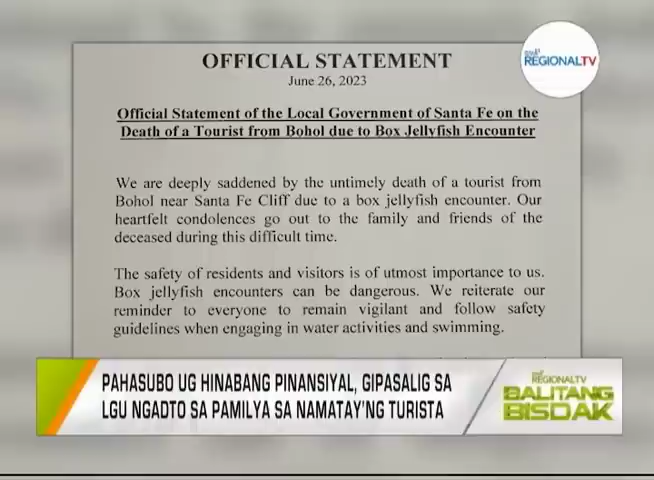 OFFICIAL STATEMENT
June 26, 2023
REGIONALTV
Official Statement of the Local Government of Santa Fe on the
Death of a Tourist from Bohol due to Box Jellyfish Encounter
We are deeply saddened by the untimely death of a tourist from
Bohol near Santa Fe Cliff due to a box jellyfish encounter. Our
heartfelt condolences go out to the family and friends of the
deceased during this difficult time.
The safety of residents and visitors is of utmost importance to us.
Box jellyfish encounters can be dangerous. We reiterate our
reminder to everyone to remain vigilant and follow safety
guidelines when engaging in water activities and swimming.
PAHASUBO UG HINABANG PINANSIYAL, GIPASALIG SA
LGU NGADTO SA PAMILYA SA NAMATAY'NG TURISTA
REGIONALTV
BALITANG
BISDAK